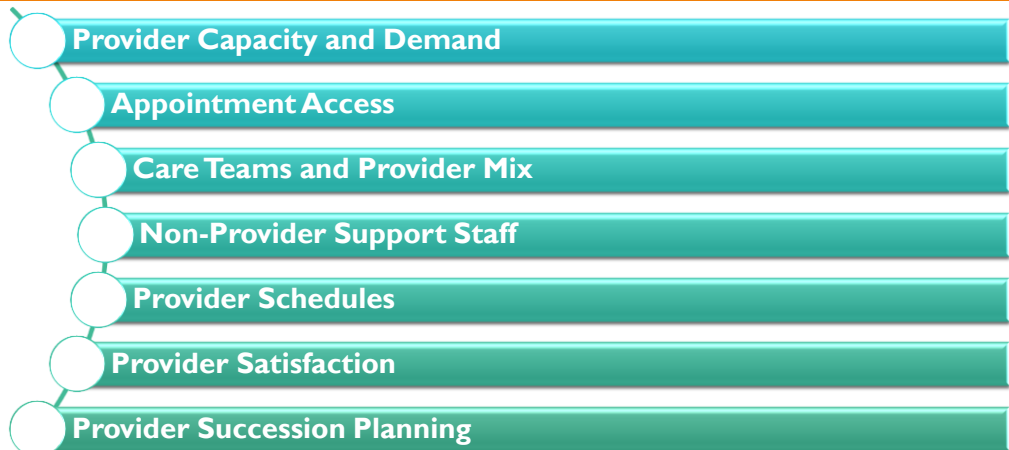 Provider Capacity and Demand
Appointment Access
Care Teams and Provider Mix
Non-Provider Support Staff
Provider Schedules
Provider Satisfaction
Provider Succession Planning